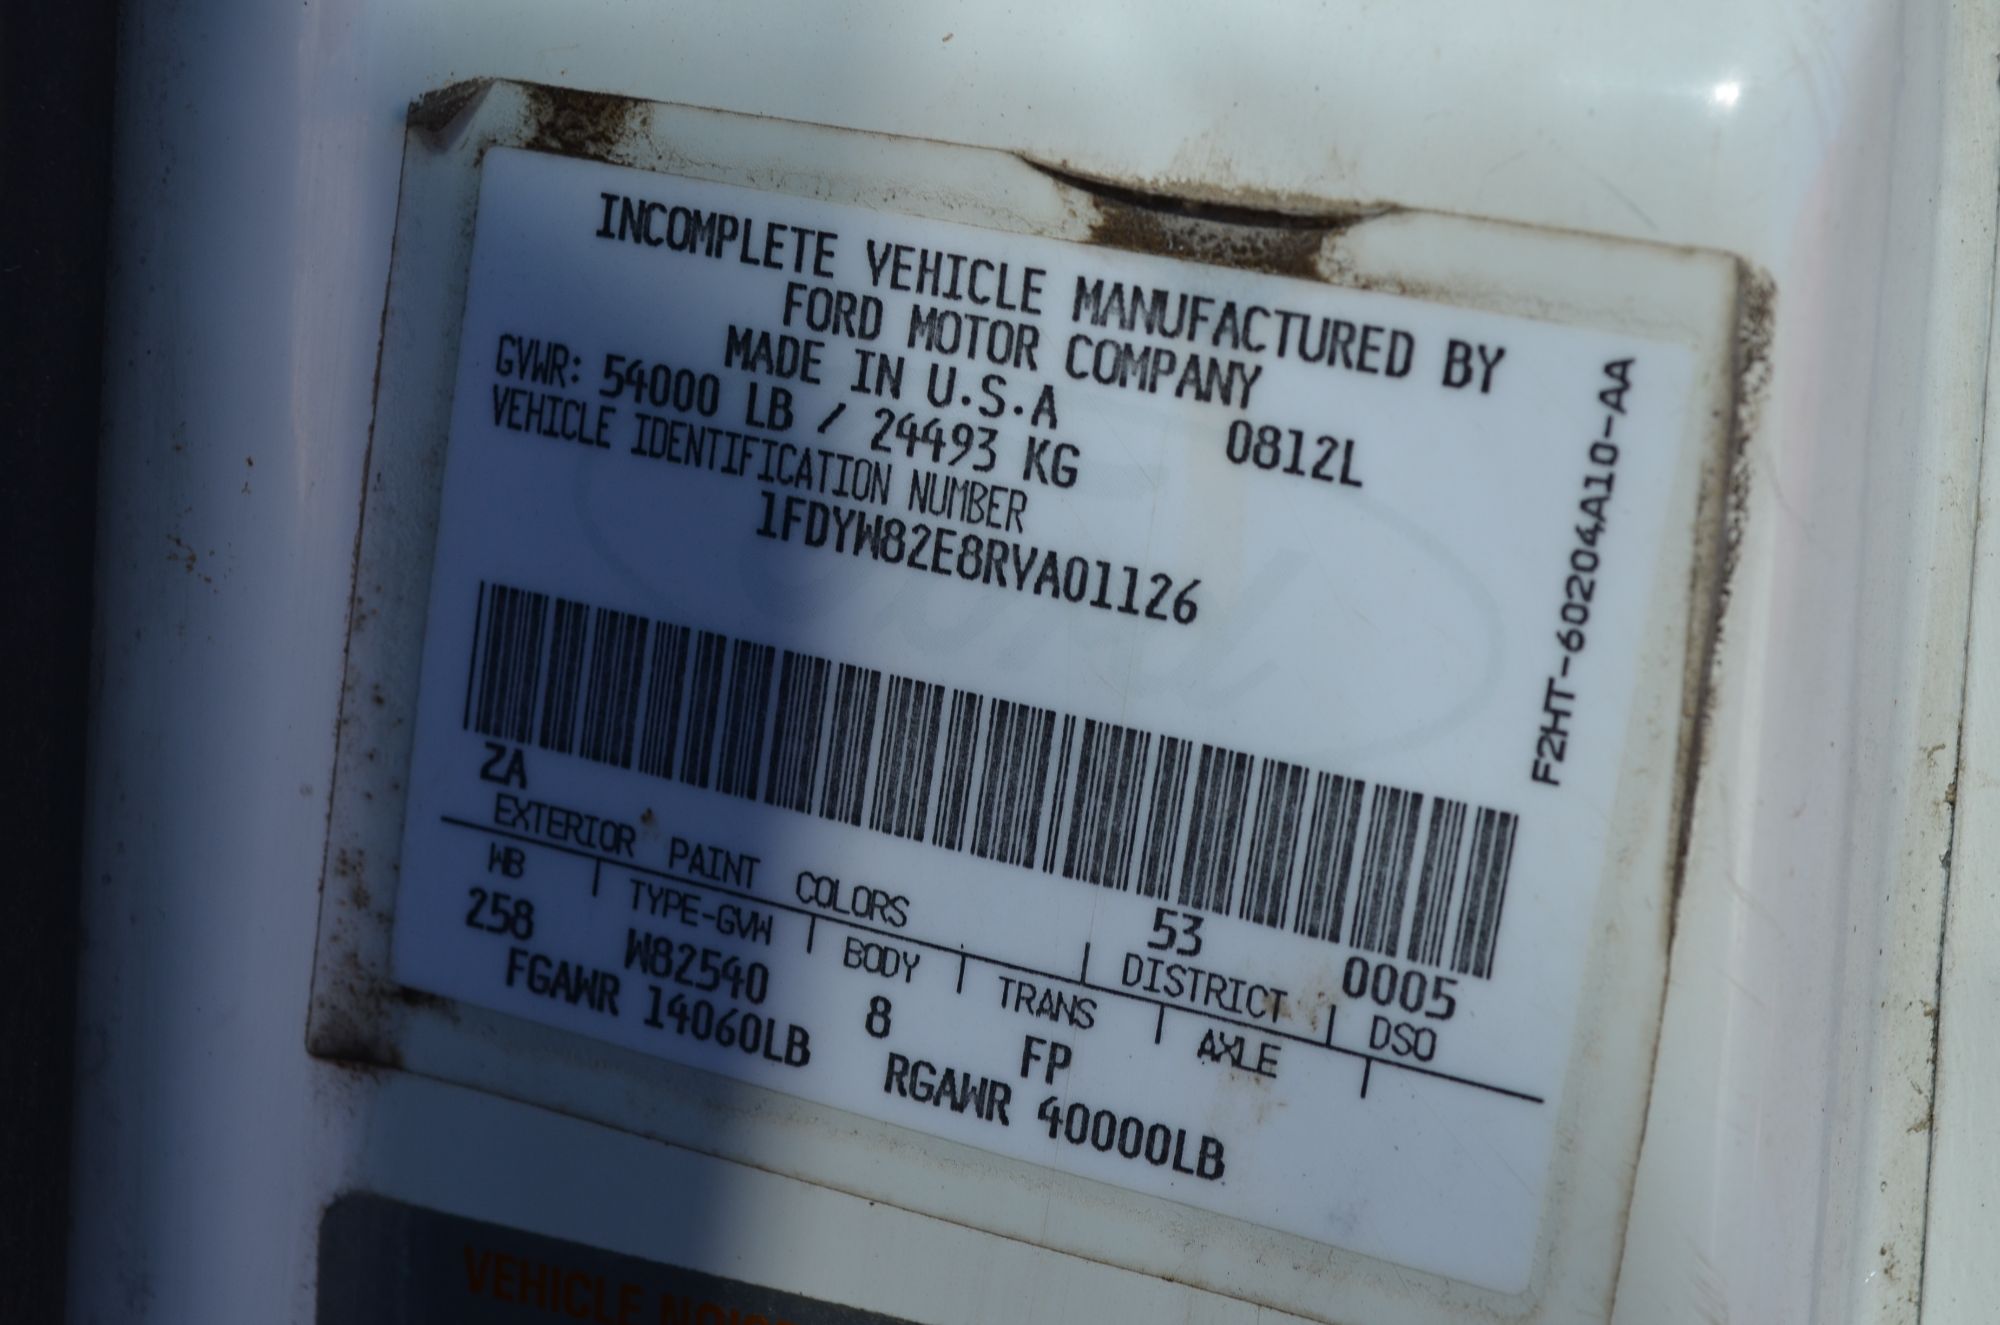 INCOMPLETE VEHICLE MANUFACTURED BY
FORD MOTOR COMPANY
MADE IN U.S.A
GVWR: 54000 LB / 24493 KG 0812L
VEHICLE IDENTIFICATION NUMBER
1FDYW82E8RVA01126
F2HT-60204A10-AA
ZA 53 0005
EXTERIOR PAINT COLORS DISTRICT DSO
WB TYPE-GVW BODY TRANS AXLE
258 W82540 8 FP
FGAWR 14060LB RGAWR 40000LB
VEHICLE NOISE